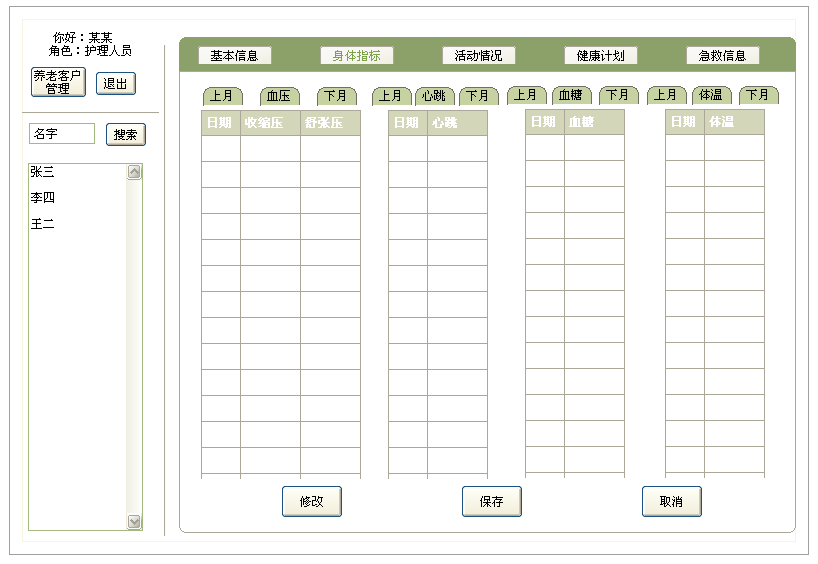 你好：某某
角色：护理人员
养老客户
管理
退出
名字
搜索
张三
李四
王二
基本信息 身体指标 活动情况 健康计划 急救信息
上月 血压 下月 上月 心跳 下月 上月 血糖 下月 上月 体温 下月
日期 收缩压 舒张压 日期 心跳 日期 血糖 日期 体温
修改 保存 取消